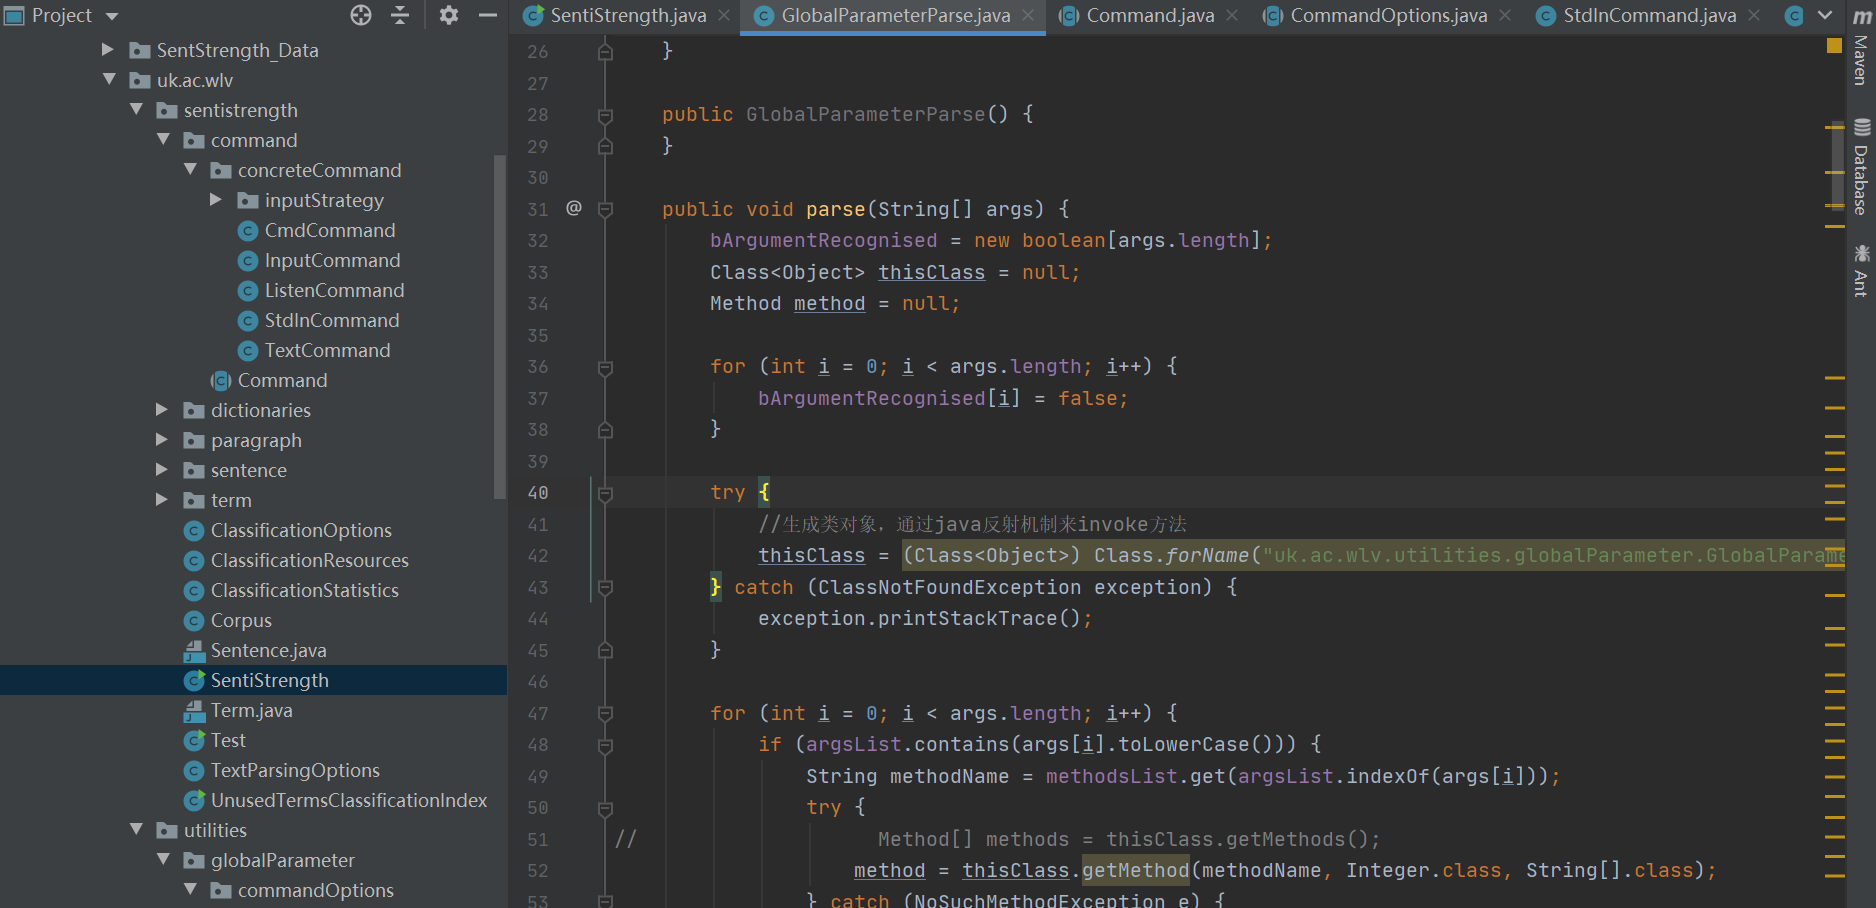 Project
SentStrength_Data
uk.ac.wlv
sentistrength
command
concreteCommand
inputStrategy
CmdCommand
InputCommand
ListenCommand
StdInCommand
TextCommand
Command
dictionaries
paragraph
sentence
term
ClassificationOptions
ClassificationResources
ClassificationStatistics
Corpus
Sentence.java
SentiStrength
Term.java
Test
TextParsingOptions
UnusedTermsClassificationIndex
utilities
globalParameter
commandOptions
SentiStrength.java GlobalParameterParse.java Command.java CommandOptions.java StdInCommand.java
26 }
27
28 public GlobalParameterParse() {
29 }
30
31 @ public void parse(String[] args) {
32 bArgumentRecognised = new boolean[args.length];
33 Class<Object> thisClass = null;
34 Method method = null;
35
36 for (int i = 0; i < args.length; i++) {
37 bArgumentRecognised[i] = false;
38 }
39
40 try {
41 //生成类对象，通过java反射机制来invoke方法
42 thisClass = (Class<Object>) Class.forName("uk.ac.wlv.utilities.globalParameter.GlobalParame
43 } catch (ClassNotFoundException exception) {
44 exception.printStackTrace();
45 }
46
47 for (int i = 0; i < args.length; i++) {
48 if (argsList.contains(args[i].toLowerCase())) {
49 String methodName = methodsList.get(argsList.indexOf(args[i]));
50 try {
51 // Method[] methods = thisClass.getMethods();
52 method = thisClass.getMethod(methodName, Integer.class, String[].class);
53 } catch (NoSuchMethodException e) {
m Maven
Database
Ant